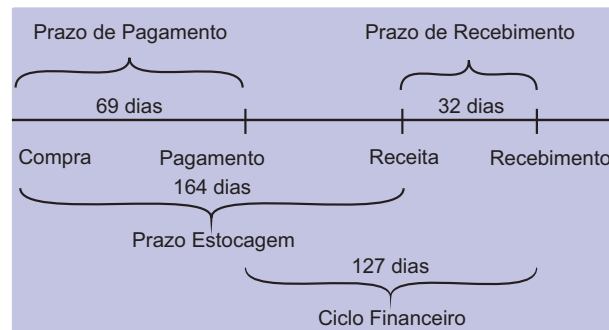 Prazo de Pagamento
Prazo de Recebimento
69 dias
32 dias
Compra
Pagamento
Receita
Recebimento
164 dias
Prazo Estocagem
127 dias
Ciclo Financeiro